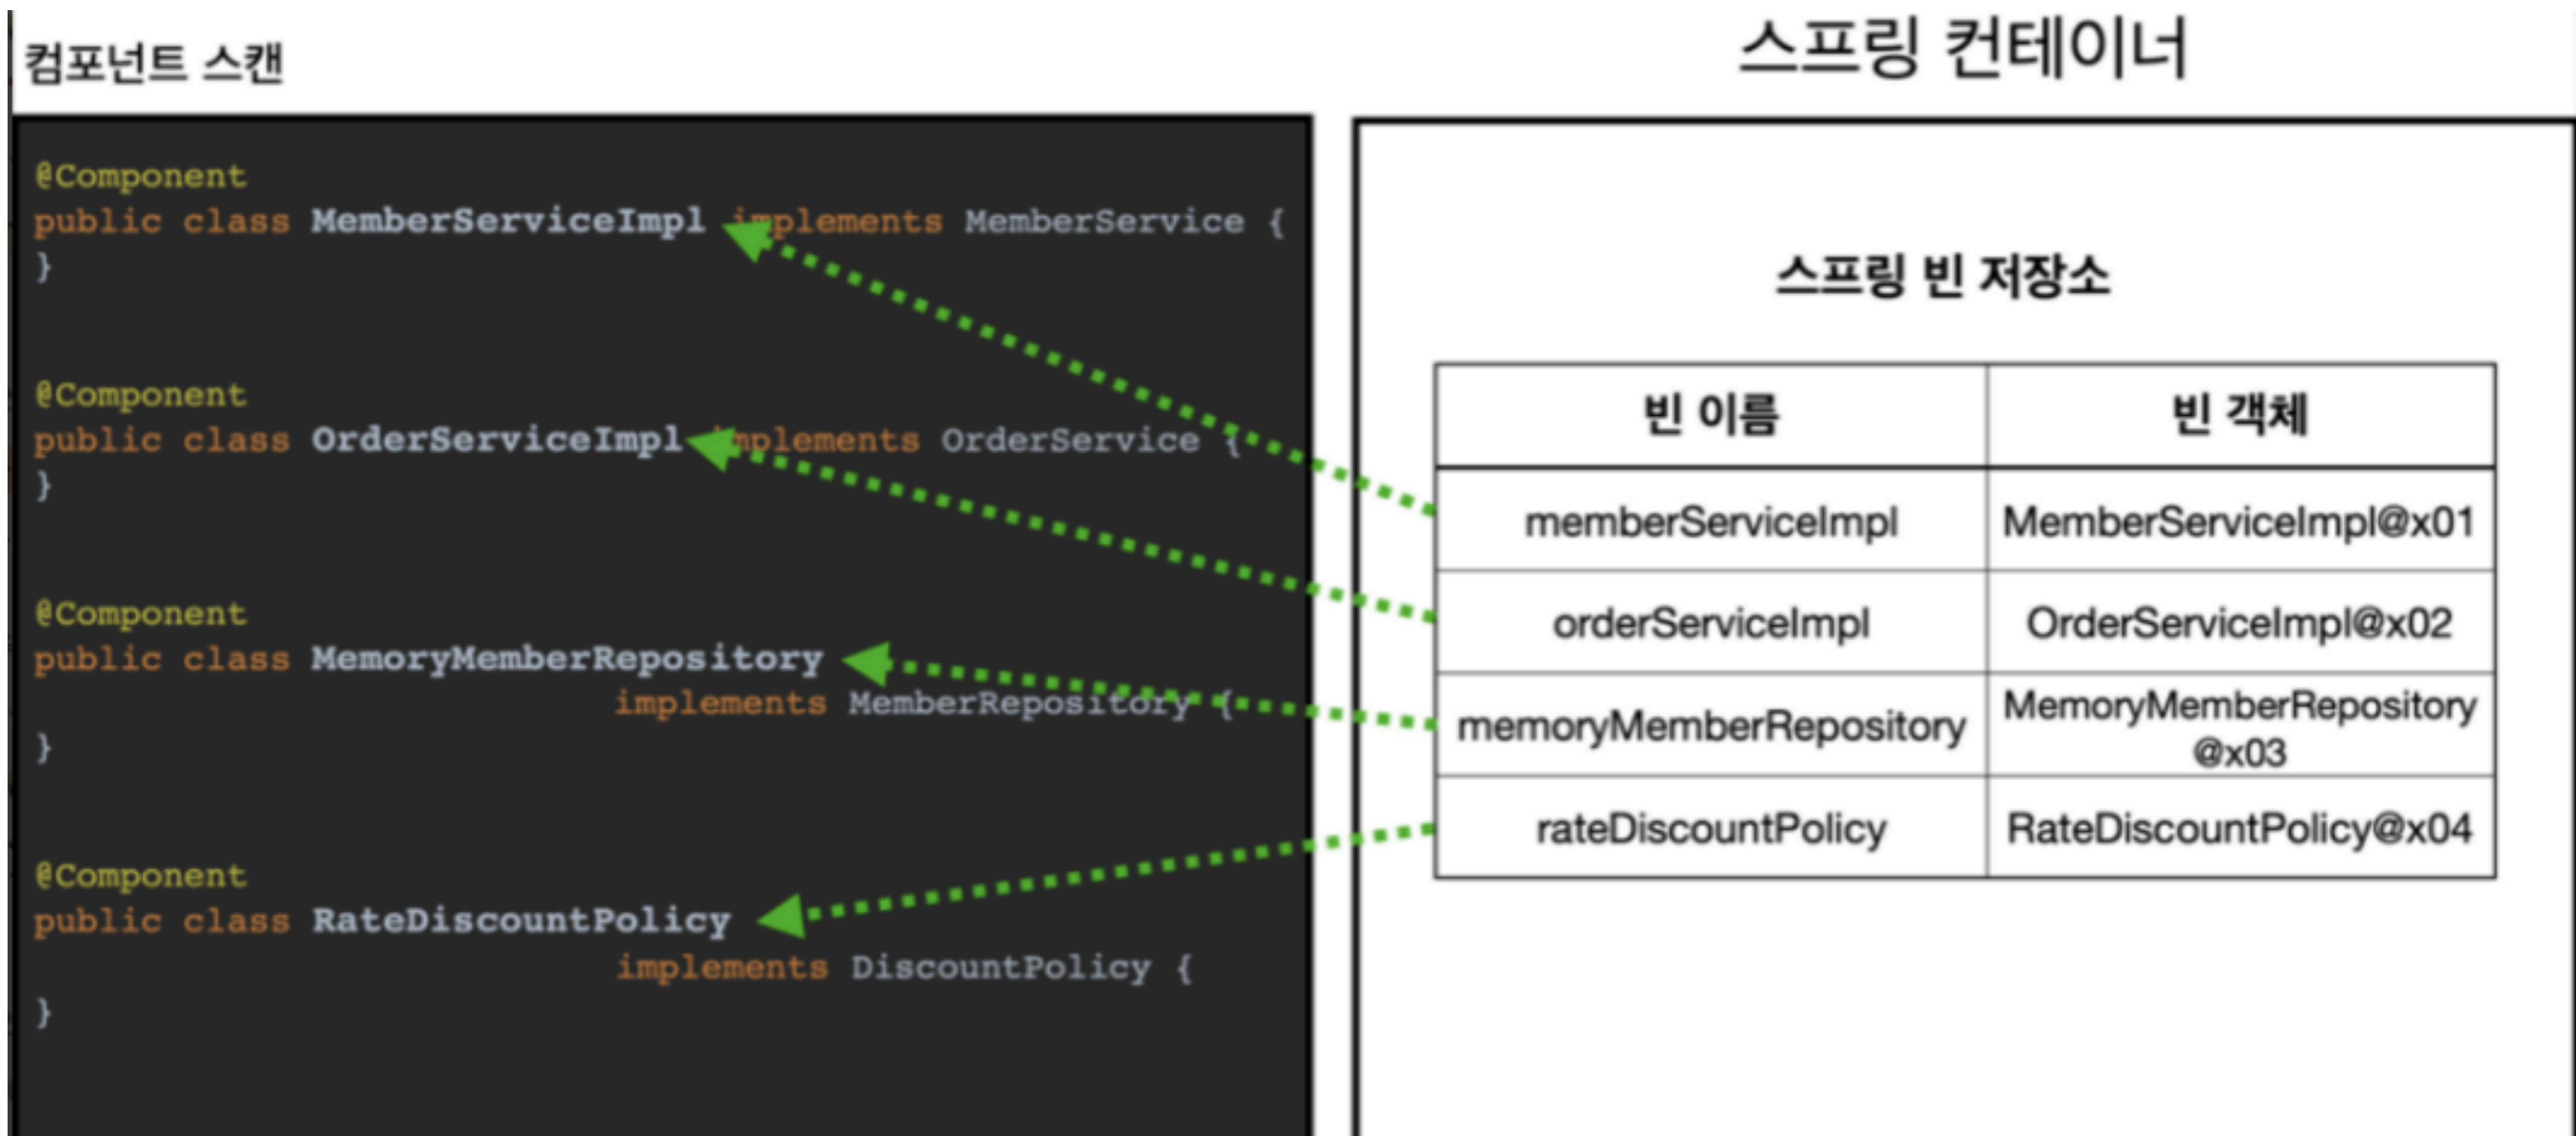 컴포넌트 스캔
@Component
public class MemberServiceImpl implements MemberService {
}
@Component
public class OrderServiceImpl implements OrderService {
}
@Component
public class MemoryMemberRepository
implements MemberRepository {
}
@Component
public class RateDiscountPolicy
implements DiscountPolicy {
}
스프링 컨테이너
스프링 빈 저장소
빈 이름 빈 객체
memberServiceImpl MemberServiceImpl@x01
orderServiceImpl OrderServiceImpl@x02
memoryMemberRepository MemoryMemberRepository
@x03
rateDiscountPolicy RateDiscountPolicy@x04